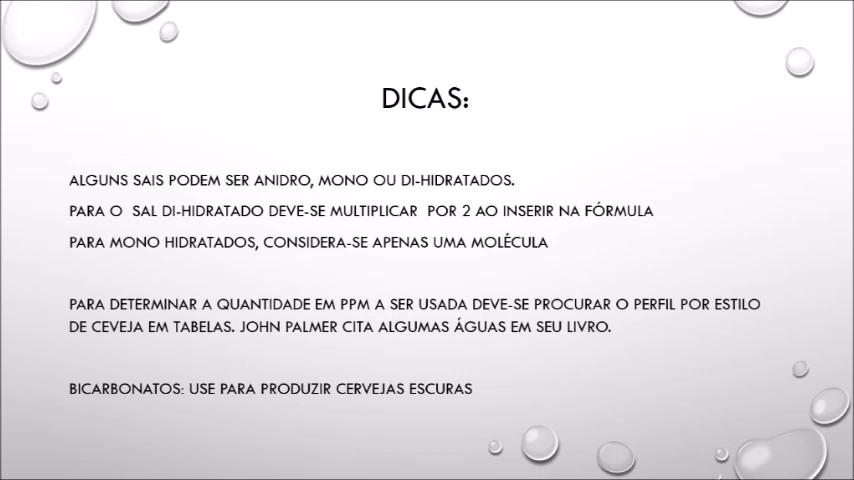 DICAS:
ALGUNS SAIS PODEM SER ANIDRO, MONO OU DI-HIDRATADOS.
PARA O SAL DI-HIDRATADO DEVE-SE MULTIPLICAR POR 2 AO INSERIR NA FÓRMULA
PARA MONO HIDRATADOS, CONSIDERA-SE APENAS UMA MOLÉCULA
PARA DETERMINAR A QUANTIDADE EM PPM A SER USADA DEVE-SE PROCURAR O PERFIL POR ESTILO
DE CEVEJA EM TABELAS. JOHN PALMER CITA ALGUMAS ÁGUAS EM SEU LIVRO.
BICARBONATOS: USE PARA PRODUZIR CERVEJAS ESCURAS